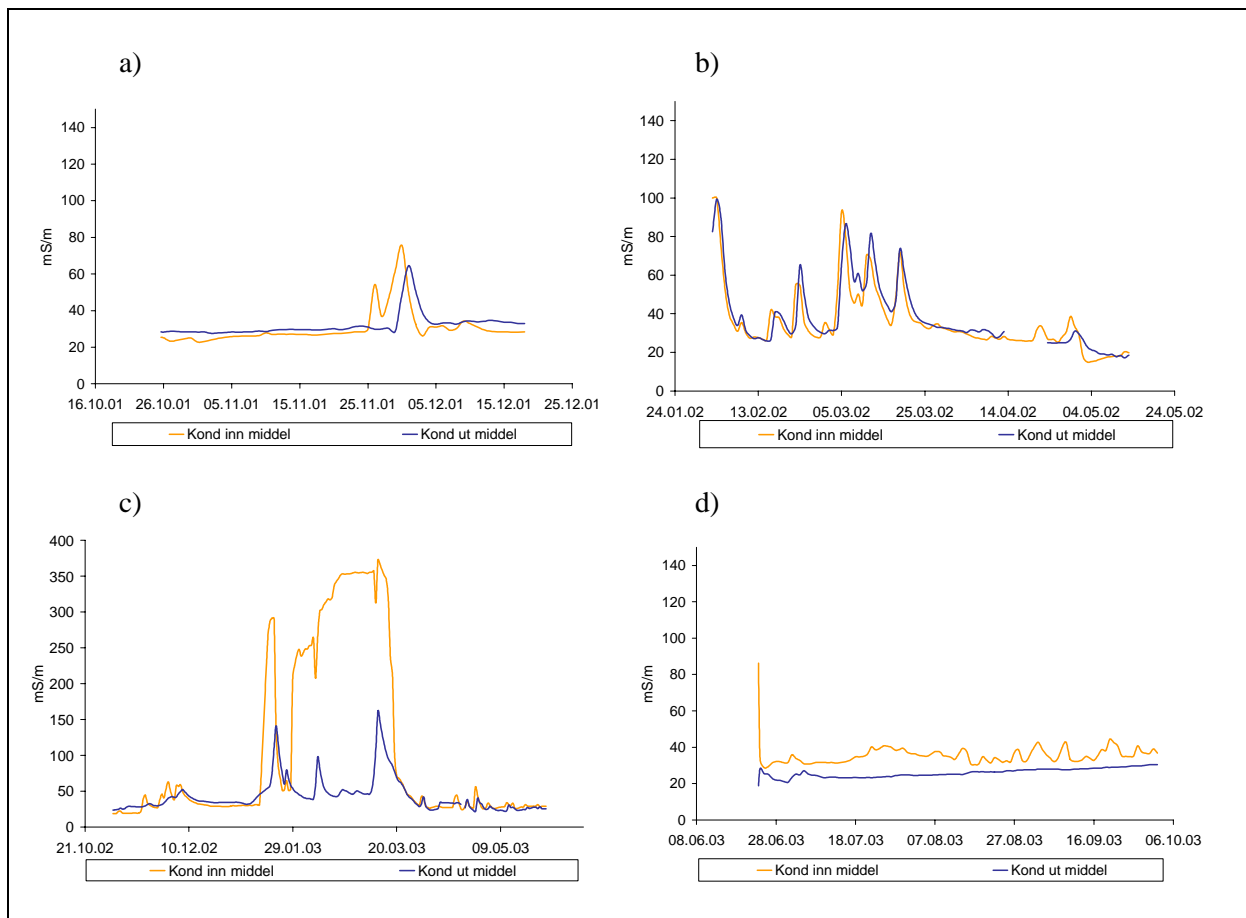 a)
140
120
100
80
60
40
20
0
mS/m
16.10.01 26.10.01 05.11.01 15.11.01 25.11.01 05.12.01 15.12.01 25.12.01
Kond inn middel Kond ut middel
b)
140
120
100
80
60
40
20
0
mS/m
24.01.02 13.02.02 05.03.02 25.03.02 14.04.02 04.05.02 24.05.02
Kond inn middel Kond ut middel
c)
400
350
300
250
200
150
100
50
0
mS/m
21.10.02 10.12.02 29.01.03 20.03.03 09.05.03
Kond inn middel Kond ut middel
d)
140
120
100
80
60
40
20
0
mS/m
08.06.03 28.06.03 18.07.03 07.08.03 27.08.03 16.09.03 06.10.03
Kond inn middel Kond ut middel